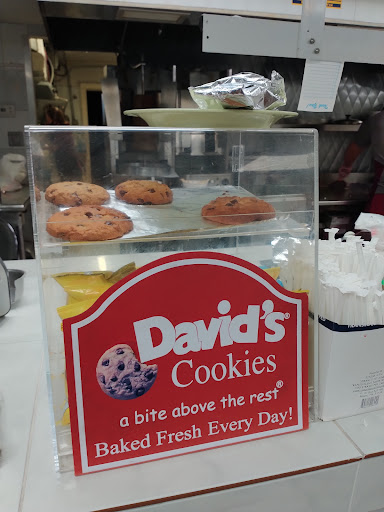 David's®
Cookies
a bite above the rest®
Baked Fresh Every Day!